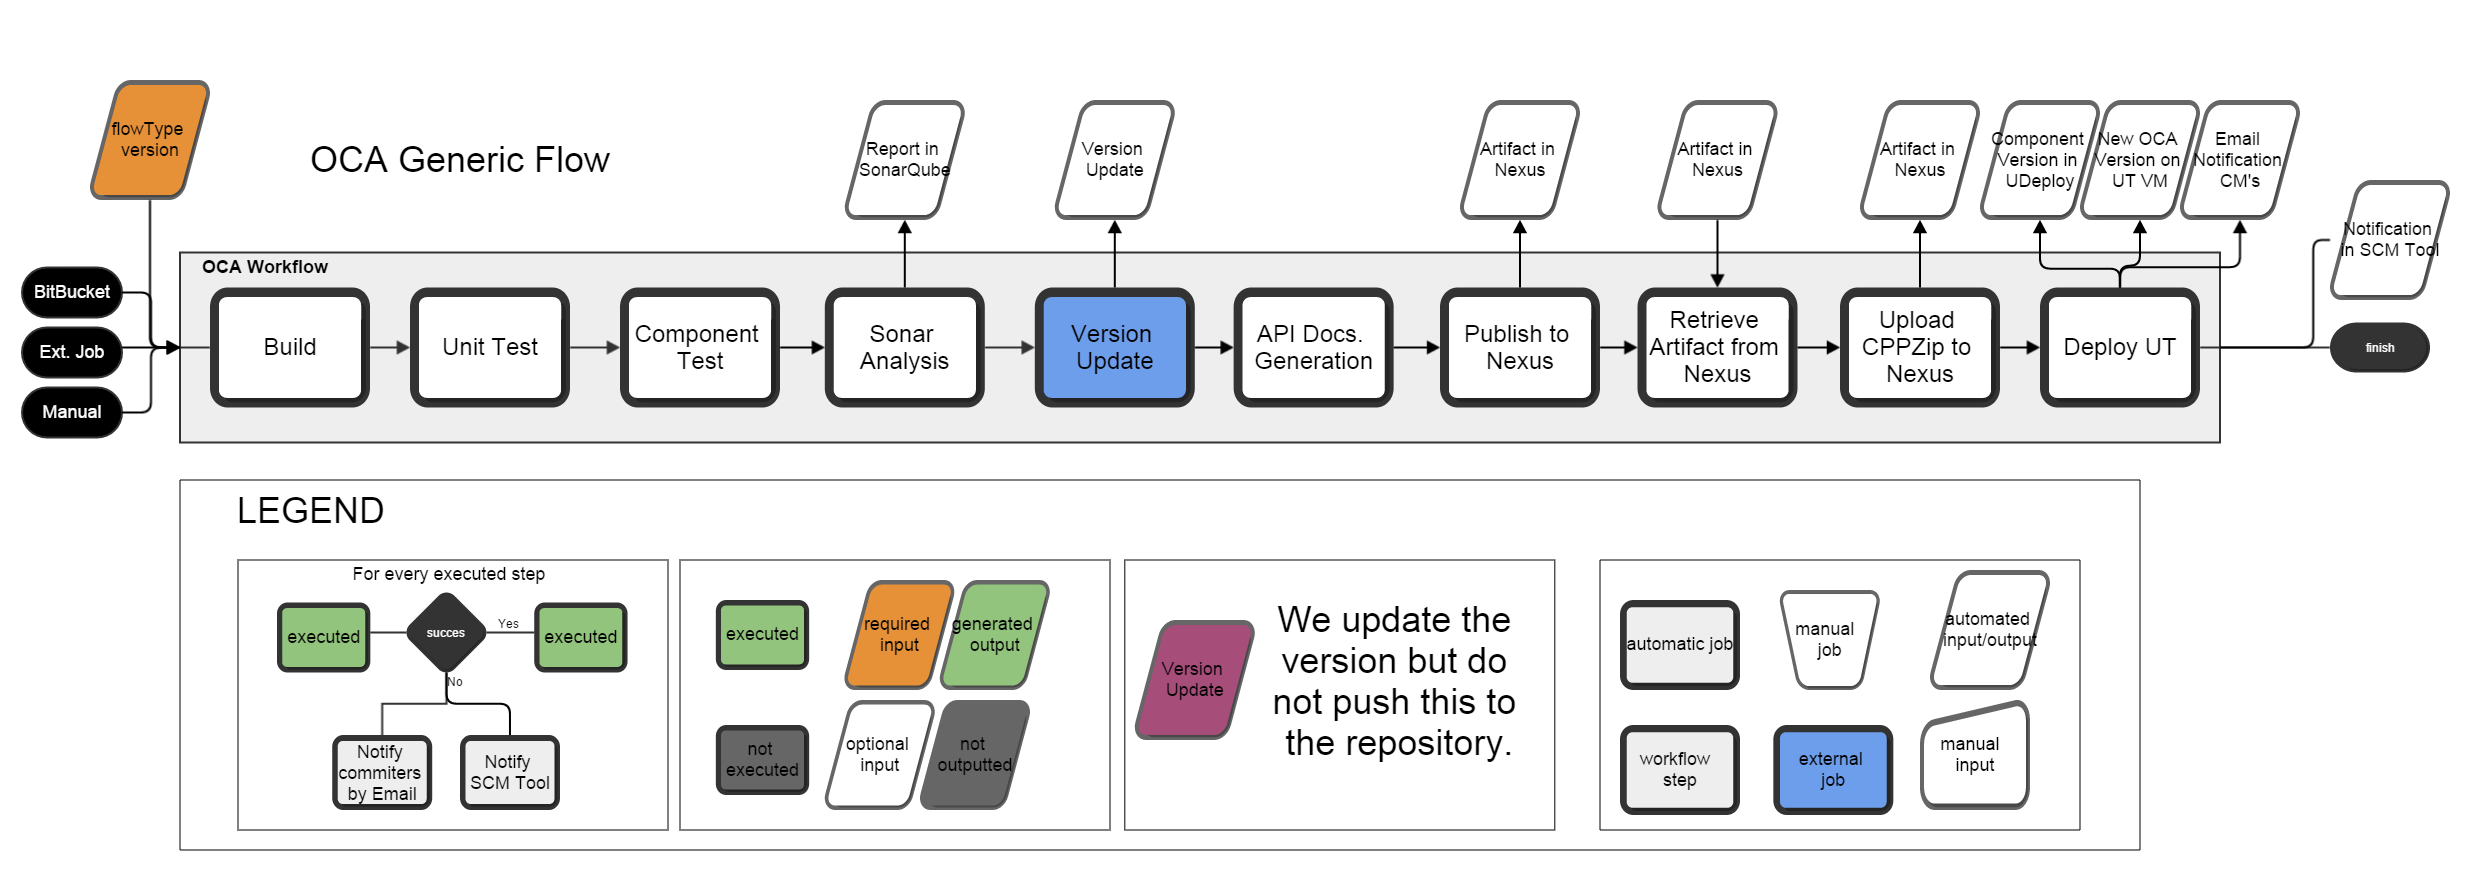 flowType
version
OCA Generic Flow
Report in
SonarQube
Version
Update
Artifact in
Nexus
Artifact in
Nexus
Artifact in
Nexus
Component
Version in
UDeploy
New OCA
Version on
UT VM
Email
Notification
CM's
Notification
in SCM Tool
OCA Workflow
BitBucket
Ext. Job
Manual
Build
Unit Test
Component
Test
Sonar
Analysis
Version
Update
API Docs.
Generation
Publish to
Nexus
Retrieve
Artifact from
Nexus
Upload
CPPZip to
Nexus
Deploy UT
finish
LEGEND
For every executed step
executed
succes
Yes
executed
No
Notify
commiters
by Email
Notify
SCM Tool
executed
required
input
generated
output
not
executed
optional
input
not
outputted
Version
Update
We update the
version but do
not push this to
the repository.
automatic job
manual
job
automated
input/output
workflow
step
external
job
manual
input